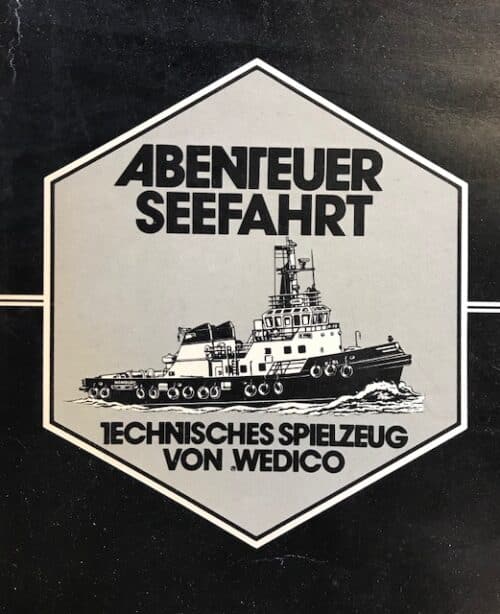 ABENTEUER
SEEFAHRT
TECHNISCHES SPIELZEUG
VON WEDICO